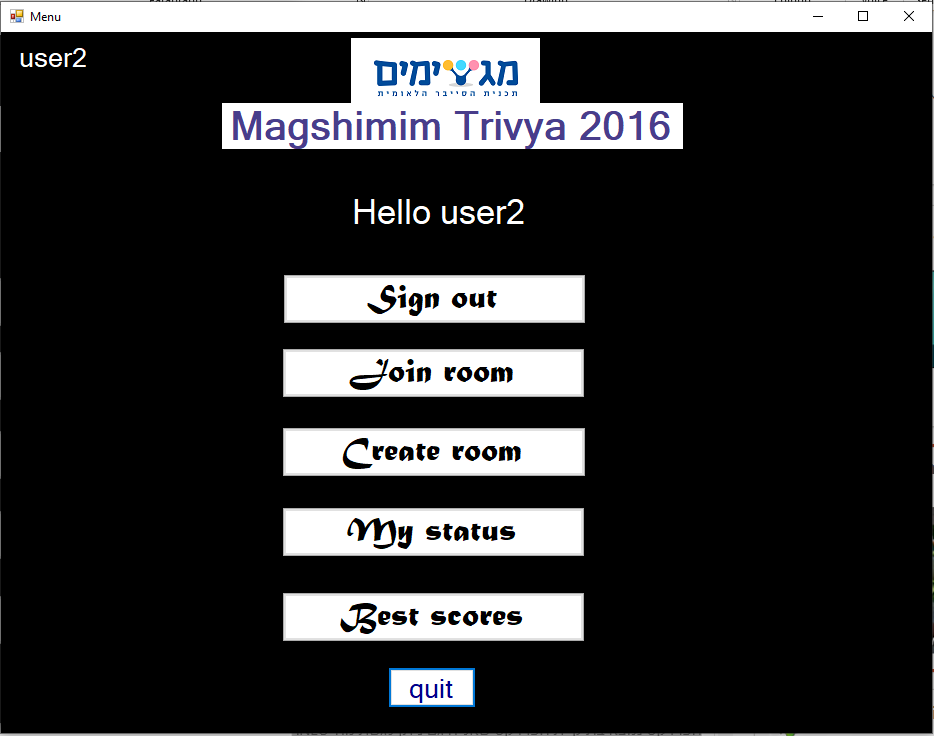 Menu
user2
מגשימים
תכנית הסייבר הלאומית
Magshimim Trivya 2016
Hello user2
Sign out
Join room
Create room
My status
Best scores
quit